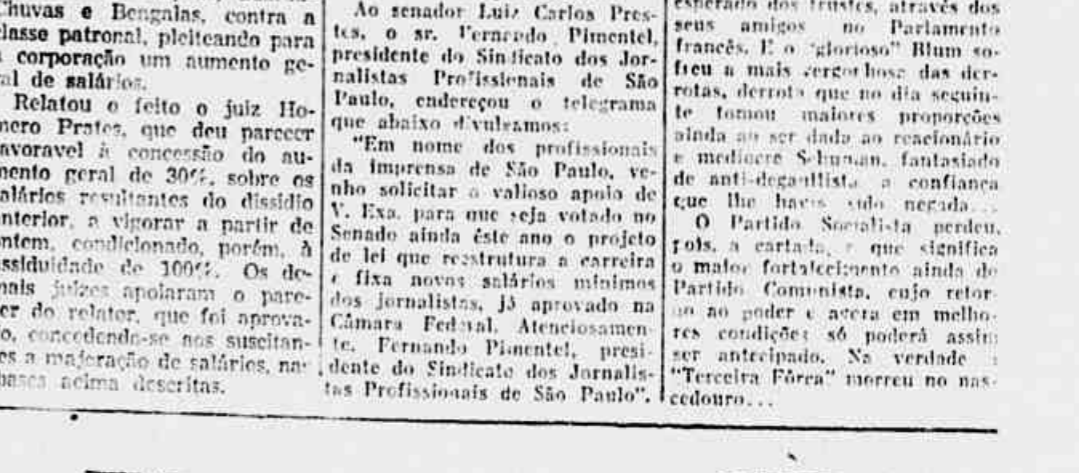 Chuvas e Bengalas, contra a
classe patronal, pleiteando para
a corporação um aumento ge-
ral de salários.
Relatou o feito o juiz Ho-
mero Prates, que deu parecer
favoravel à concessão do au-
mento geral de 30%, sobre os
salários resultantes do dissidio
anterior, a vigorar a partir de
ontem, condicionado, porém, à
assiduidade de 100%. Os de-
mais juizes apolaram o pare-
cer do relator, que foi aprova-
do, concedendo-se aos suscitan-
tes a majoração de salários, nas
bases acima descritas.
Ao senador Luiz Carlos Pres-
tes, o sr. Fernando Pimentel,
presidente do Sindicato dos Jor-
nalistas Profissionais de São
Paulo, endereçou o telegrama
que abaixo divulgamos:
"Em nome dos profissionais
da imprensa de São Paulo, ve-
nho solicitar o valioso apoio de
V. Exa. para que seja votado no
Senado ainda êste ano o projeto
de lei que reestrutura a carreira
e fixa novos salários minimos
dos jornalistas, já aprovado na
Câmara Federal. Atenciosamen-
te, Fernando Pimentel, presi-
dente do Sindicato dos Jornalis-
tas Profissionais de São Paulo".
esperado dos trustes, através dos
seus amigos no Parlamento
francês. E o "glorioso" Blum so-
freu a mais vergonhosa das der-
rotas, derrota que no dia seguin-
te tomou maiores proporções
ainda ao ser dada ao reacionário
e mediocre Schuman, fantasiado
de anti-degaullista a confiança
que lhe havia sido negada...
O Partido Socialista perdeu,
pois, a cartada, o que significa
o maior fortalecimento ainda do
Partido Comunista, cujo retor-
no ao poder e agora em melho-
res condições só poderá assim
ser antecipado. Na verdade a
"Terceira Fôrça" morreu no nas-
cedouro...